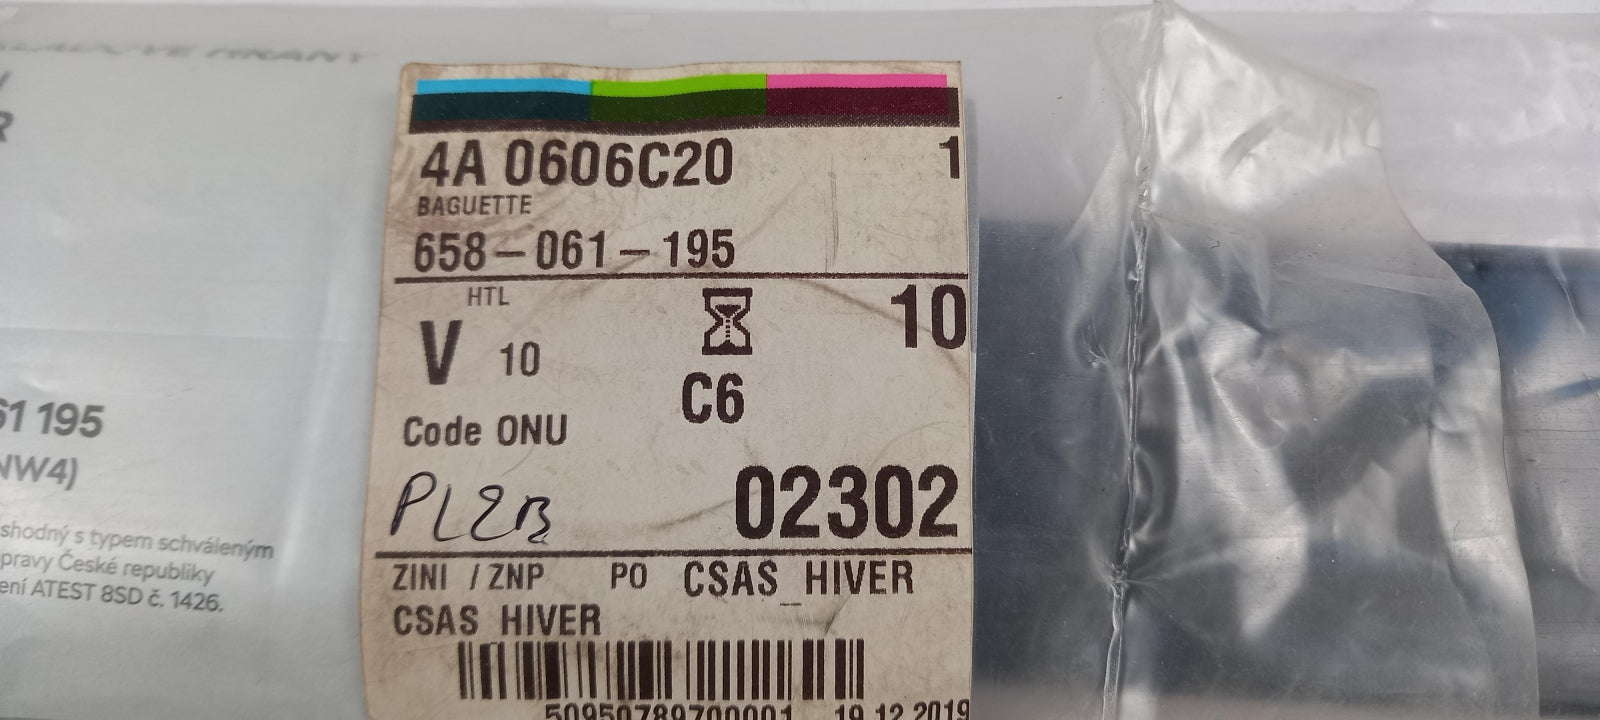 HRANY
R
61 195
NW4)
shodný s typem schváleným
pravy České republiky
ení ATEST 8SD č. 1426.
4A 0606C20 1
BAGUETTE
658-061-195
HTL
V 10 10
C6
Code ONU
PL2B 02302
ZINI / ZNP PO CSAS HIVER
CSAS HIVER
50950789700001 19.12.2019